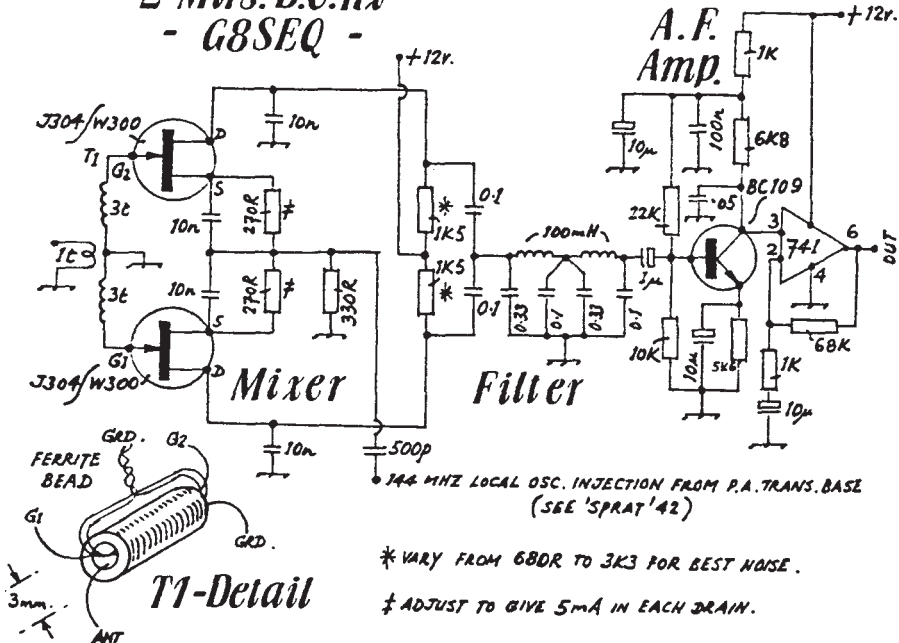 2 Mtrs. D.C. Rx
- G8SEQ -
A.F.
Amp.
+12v.
+12v.
1K
J304/W300
D
10n
T1
G2
S
3t
10n
270R
‡
1t
3t
10n
270R
‡
330R
S
G1
D
J304/W300
Mixer
10n
500p
*
1K5
1K5
*
0.1
0.1
100mH
0.33
0.1
0.33
0.1
Filter
10µ
100n
6K8
.05
BC109
22K
1µ
10K
10µ
5K6
3
2
741
6
4
OUT
68K
1K
10µ
144 MHZ LOCAL OSC. INJECTION FROM P.A. TRANS. BASE
(SEE 'SPRAT' 42)
* VARY FROM 680R TO 3K3 FOR BEST NOISE.
‡ ADJUST TO GIVE 5mA IN EACH DRAIN.
GRD.
G2
FERRITE
BEAD
G1
GRD.
3mm.
ANT
T1-Detail